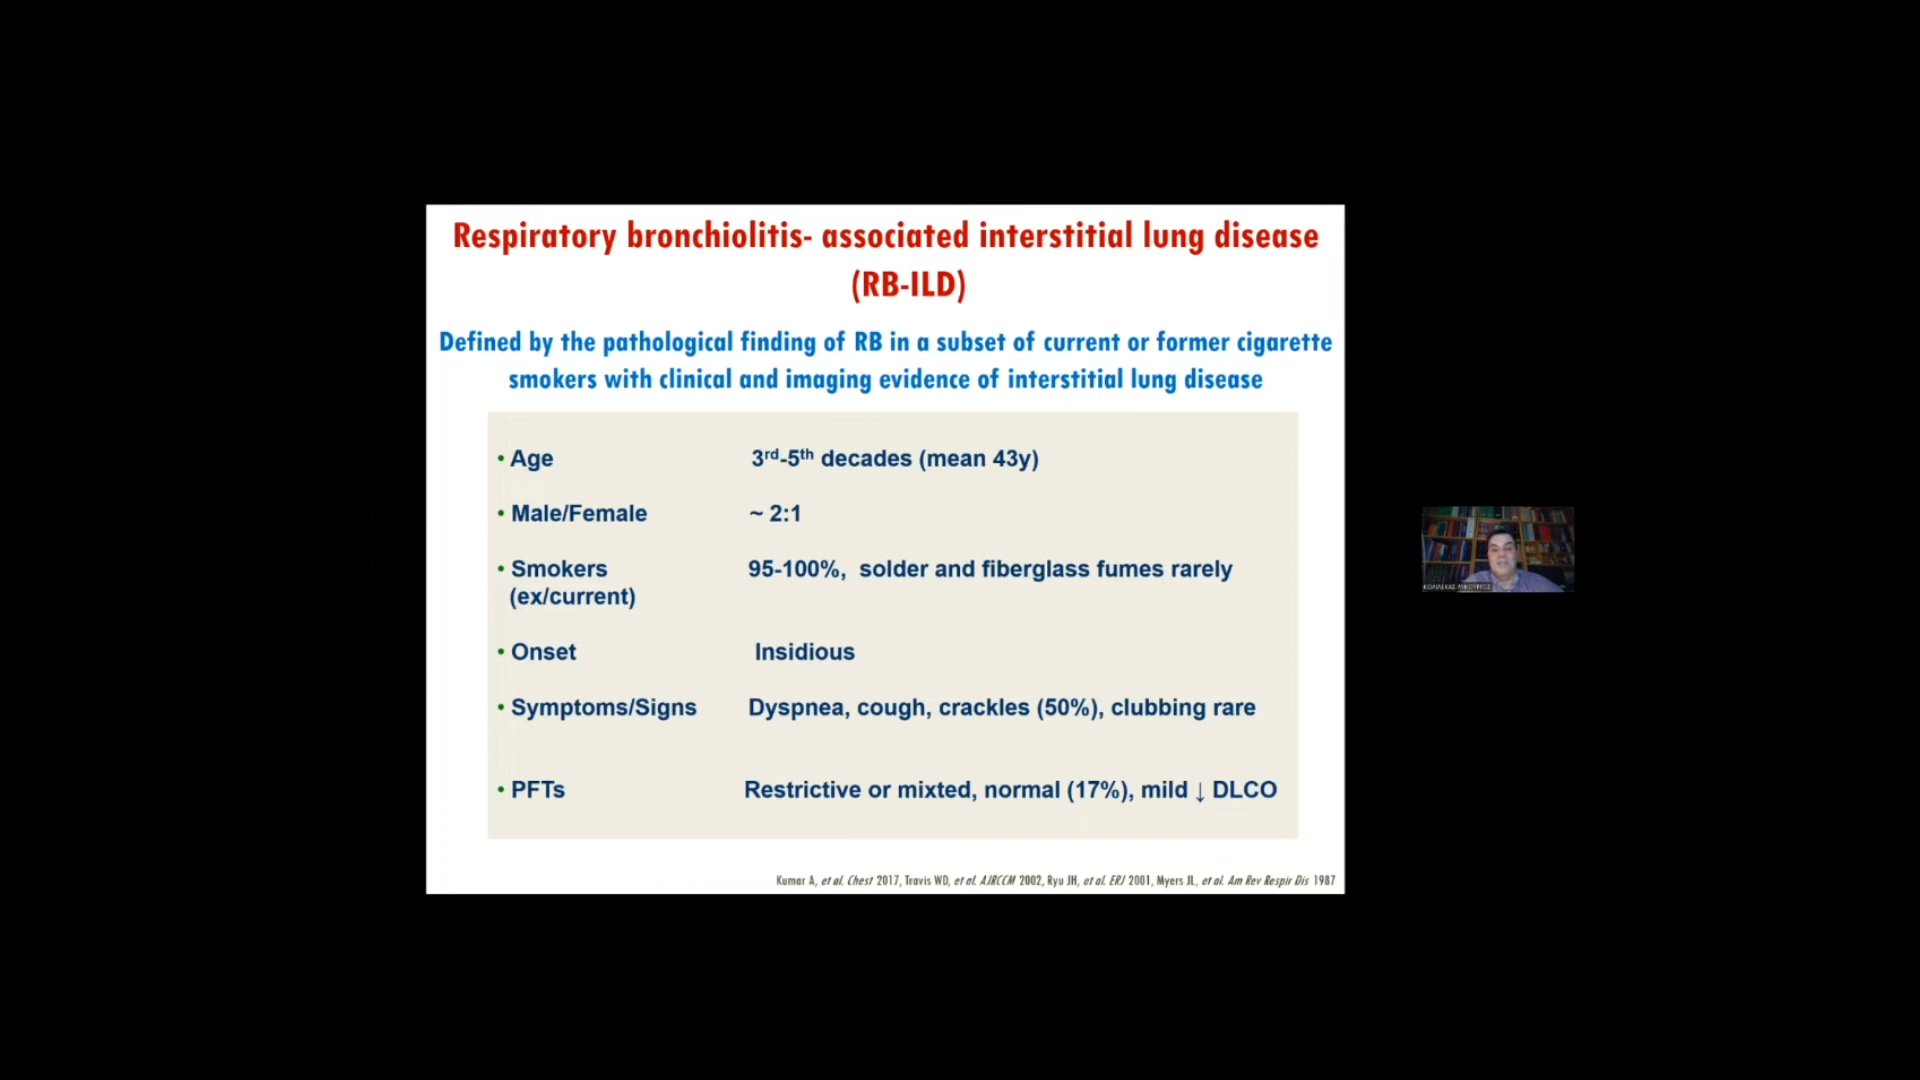 Respiratory bronchiolitis- associated interstitial lung disease
(RB-ILD)
Defined by the pathological finding of RB in a subset of current or former cigarette
smokers with clinical and imaging evidence of interstitial lung disease
• Age 3rd-5th decades (mean 43y)
• Male/Female ~ 2:1
• Smokers 95-100%, solder and fiberglass fumes rarely
(ex/current)
• Onset Insidious
• Symptoms/Signs Dyspnea, cough, crackles (50%), clubbing rare
• PFTs Restrictive or mixted, normal (17%), mild ↓ DLCO
Kumar A, et al. Chest 2017, Travis WD, et al. AJRCCM 2002, Ryu JH, et al. ERJ 2001, Myers JL, et al. Am Rev Respir Dis 1987